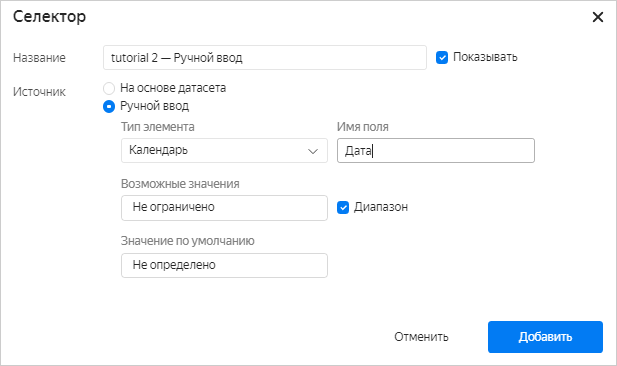 Селектор
Название
tutorial 2 — Ручной ввод
Показывать
Источник
На основе датасета
Ручной ввод
Тип элемента
Имя поля
Календарь
Дата
Возможные значения
Не ограничено
Диапазон
Значение по умолчанию
Не определено
Отменить
Добавить